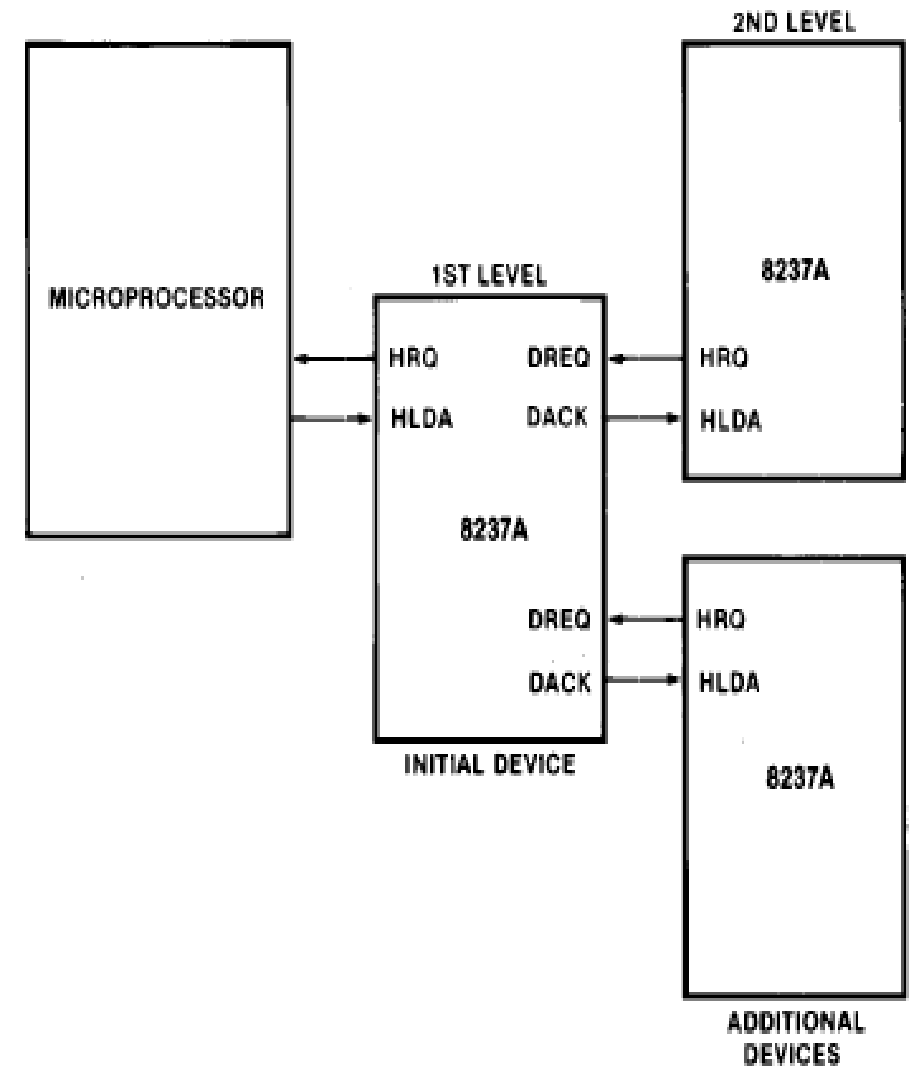 2ND LEVEL
MICROPROCESSOR
1ST LEVEL
8237A
HRQ
DREQ
HRQ
HLDA
DACK
HLDA
8237A
DREQ
HRQ
DACK
HLDA
INITIAL DEVICE
8237A
ADDITIONAL
DEVICES